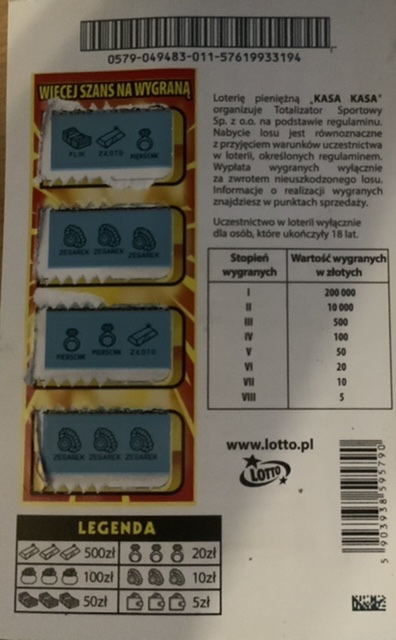 0579-049483-011-57619933194
WIĘCEJ SZANS NA WYGRANĄ
PLIK ZŁOTO PIERŚCNK
ZEGAREK ZEGAREK ZEGAREK
PIERŚCNK PIERŚCNK ZŁOTO
ZEGAREK ZEGAREK ZEGAREK
Loterię pieniężną „KASA KASA"
organizuje Totalizator Sportowy
Sp. z o.o. na podstawie regulaminu.
Nabycie losu jest równoznaczne
z przyjęciem warunków uczestnictwa
w loterii, określonych regulaminem.
Wypłata wygranych wyłącznie
za zwrotem nieuszkodzonego losu.
Informacje o realizacji wygranych
znajdziesz w punktach sprzedaży.
Uczestnictwo w loterii wyłącznie
dla osób, które ukończyły 18 lat.
Stopień wygranych Wartość wygranych w złotych
I 200 000
II 10 000
III 500
IV 100
V 50
VI 20
VII 10
VIII 5
www.lotto.pl
LOTTO
5 903938 595790
LEGENDA
500zł 20zł
100zł 10zł
50zł 5zł